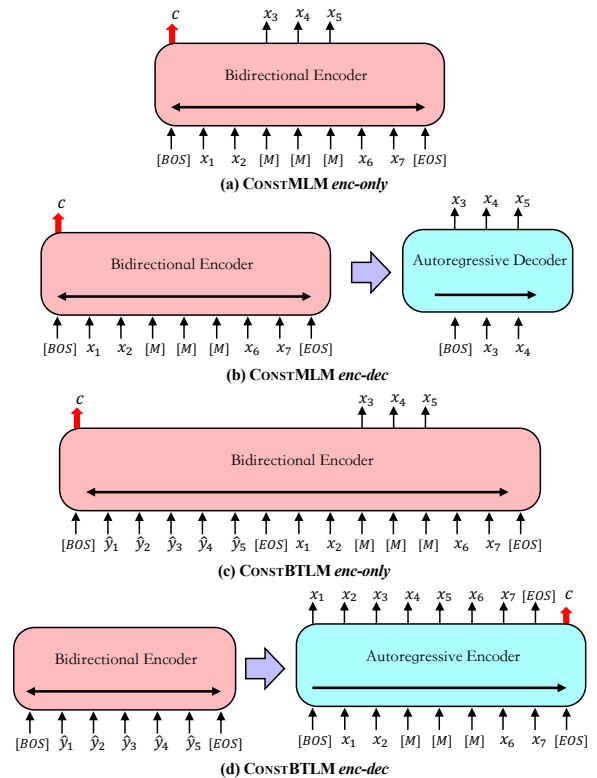 c x₃ x₄ x₅
Bidirectional Encoder
[BOS] x₁ x₂ [M] [M] [M] x₆ x₇ [EOS]
(a) CONSTMLM enc-only
c x₃ x₄ x₅
Bidirectional Encoder Autoregressive Decoder
[BOS] x₁ x₂ [M] [M] [M] x₆ x₇ [EOS] [BOS] x₃ x₄
(b) CONSTMLM enc-dec
c x₃ x₄ x₅
Bidirectional Encoder
[BOS] ŷ₁ ŷ₂ ŷ₃ ŷ₄ ŷ₅ [EOS] x₁ x₂ [M] [M] [M] x₆ x₇ [EOS]
(c) CONSTBTLM enc-only
x₁ x₂ x₃ x₄ x₅ x₆ x₇ [EOS] c
Bidirectional Encoder Autoregressive Encoder
[BOS] ŷ₁ ŷ₂ ŷ₃ ŷ₄ ŷ₅ [EOS] [BOS] x₁ x₂ [M] [M] [M] x₆ x₇ [EOS]
(d) CONSTBTLM enc-dec